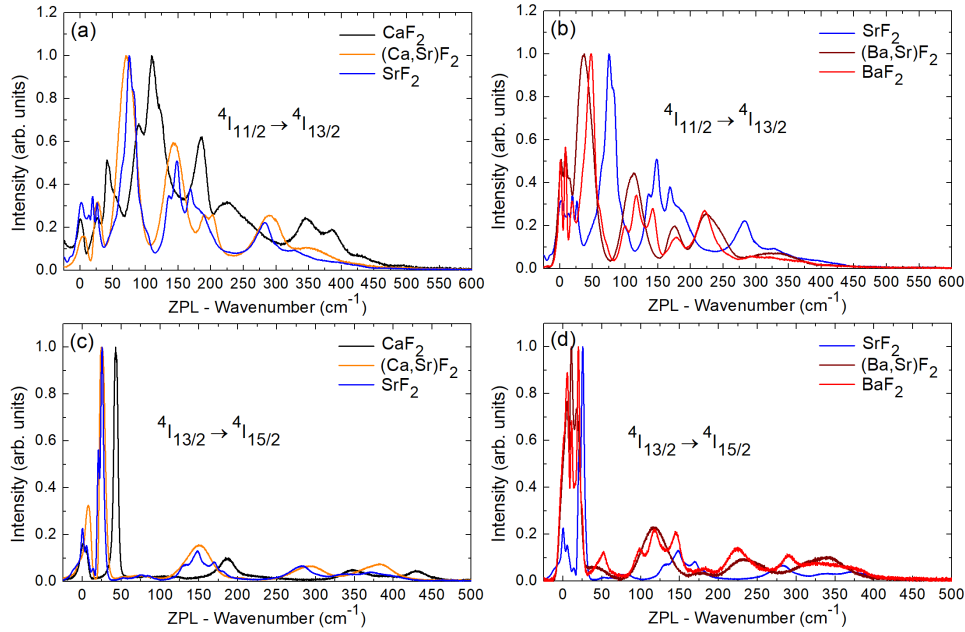 (a)
CaF2
(Ca,Sr)F2
SrF2
4I11/2 → 4I13/2
Intensity (arb. units)
0.0
0.2
0.4
0.6
0.8
1.0
0 50 100 150 200 250 300 350 400 450 500 550 600
ZPL - Wavenumber (cm-1)
(b)
SrF2
(Ba,Sr)F2
BaF2
4I11/2 → 4I13/2
Intensity (arb. units)
0.0
0.2
0.4
0.6
0.8
1.0
0 50 100 150 200 250 300 350 400 450 500 550 600
ZPL - Wavenumber (cm-1)
(c)
CaF2
(Ca,Sr)F2
SrF2
4I13/2 → 4I15/2
Intensity (arb. units)
0.0
0.2
0.4
0.6
0.8
1.0
0 50 100 150 200 250 300 350 400 450 500
ZPL - Wavenumber (cm-1)
(d)
SrF2
(Ba,Sr)F2
BaF2
4I13/2 → 4I15/2
Intensity (arb. units)
0.0
0.2
0.4
0.6
0.8
1.0
0 50 100 150 200 250 300 350 400 450 500
ZPL - Wavenumber (cm-1)